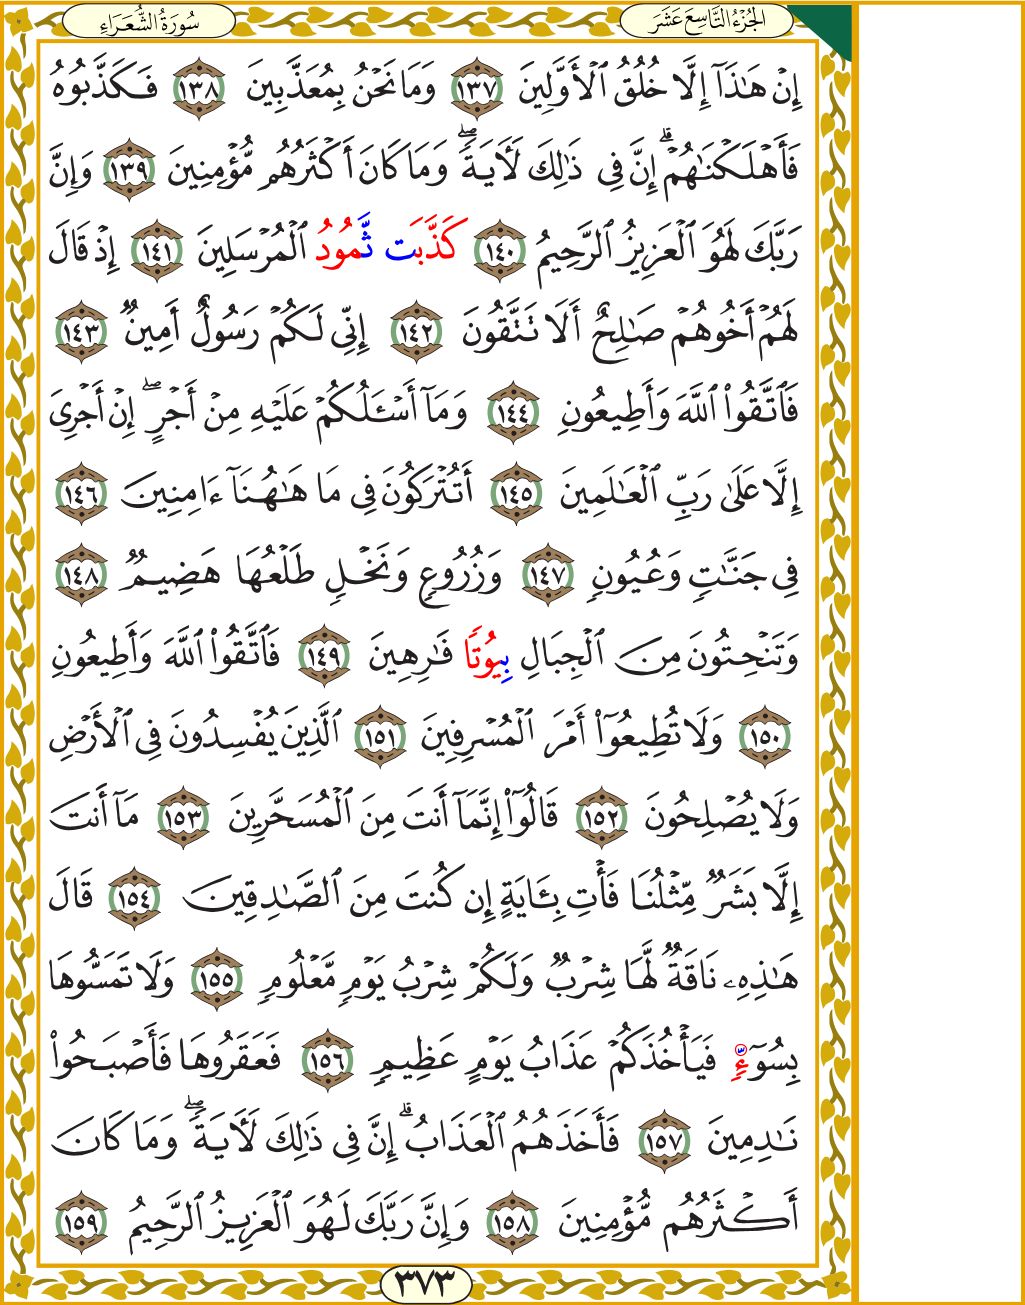 الجُزْءُ التَّاسِعَ عَشَرَ
سُورَةُ الشُّعَرَاءِ
إِنْ هَٰذَآ إِلَّا خُلُقُ ٱلْأَوَّلِينَ ١٣٧ وَمَا نَحْنُ بِمُعَذَّبِينَ ١٣٨ فَكَذَّبُوهُ
فَأَهْلَكْنَٰهُمْ ۗ إِنَّ فِى ذَٰلِكَ لَأٓيَةً ۖ وَمَا كَانَ أَكْثَرُهُم مُّؤْمِنِينَ ١٣٩ وَإِنَّ
رَبَّكَ لَهُوَ ٱلْعَزِيزُ ٱلرَّحِيمُ ١٤٠ كَذَّبَت ثَّمُودُ ٱلْمُرْسَلِينَ ١٤١ إِذْ قَالَ
لَهُمْ أَخُوهُمْ صَٰلِحٌ أَلَا تَتَّقُونَ ١٤٢ إِنِّى لَكُمْ رَسُولٌ أَمِينٌ ١٤٣
فَٱتَّقُوا۟ ٱللَّهَ وَأَطِيعُونِ ١٤٤ وَمَآ أَسْـَٔلُكُمْ عَلَيْهِ مِنْ أَجْرٍ ۖ إِنْ أَجْرِىَ
إِلَّا عَلَىٰ رَبِّ ٱلْعَٰلَمِينَ ١٤٥ أَتُتْرَكُونَ فِى مَا هَٰهُنَآ ءَامِنِينَ ١٤٦
فِى جَنَّٰتٍ وَعُيُونٍ ١٤٧ وَزُرُوعٍ وَنَخْلٍ طَلْعُهَا هَضِيمٌ ١٤٨
وَتَنْحِتُونَ مِنَ ٱلْجِبَالِ بِيُوتًا فَٰرِهِينَ ١٤٩ فَٱتَّقُوا۟ ٱللَّهَ وَأَطِيعُونِ
١٥٠ وَلَا تُطِيعُوٓا۟ أَمْرَ ٱلْمُسْرِفِينَ ١٥١ ٱلَّذِينَ يُفْسِدُونَ فِى ٱلْأَرْضِ
وَلَا يُصْلِحُونَ ١٥٢ قَالُوٓا۟ إِنَّمَآ أَنتَ مِنَ ٱلْمُسَحَّرِينَ ١٥٣ مَآ أَنتَ
إِلَّا بَشَرٌ مِّثْلُنَا فَأْتِ بِـَٔايَةٍ إِن كُنتَ مِنَ ٱلصَّٰدِقِينَ ١٥٤ قَالَ
هَٰذِهِۦ نَاقَةٌ لَّهَا شِرْبٌ وَلَكُمْ شِرْبُ يَوْمٍ مَّعْلُومٍ ١٥٥ وَلَا تَمَسُّوهَا
بِسُوٓءٍ فَيَأْخُذَكُمْ عَذَابُ يَوْمٍ عَظِيمٍ ١٥٦ فَعَقَرُوهَا فَأَصْبَحُوا۟
نَٰدِمِينَ ١٥٧ فَأَخَذَهُمُ ٱلْعَذَابُ ۗ إِنَّ فِى ذَٰلِكَ لَأٓيَةً ۖ وَمَا كَانَ
أَكْثَرُهُم مُّؤْمِنِينَ ١٥٨ وَإِنَّ رَبَّكَ لَهُوَ ٱلْعَزِيزُ ٱلرَّحِيمُ ١٥٩
٣٧٣